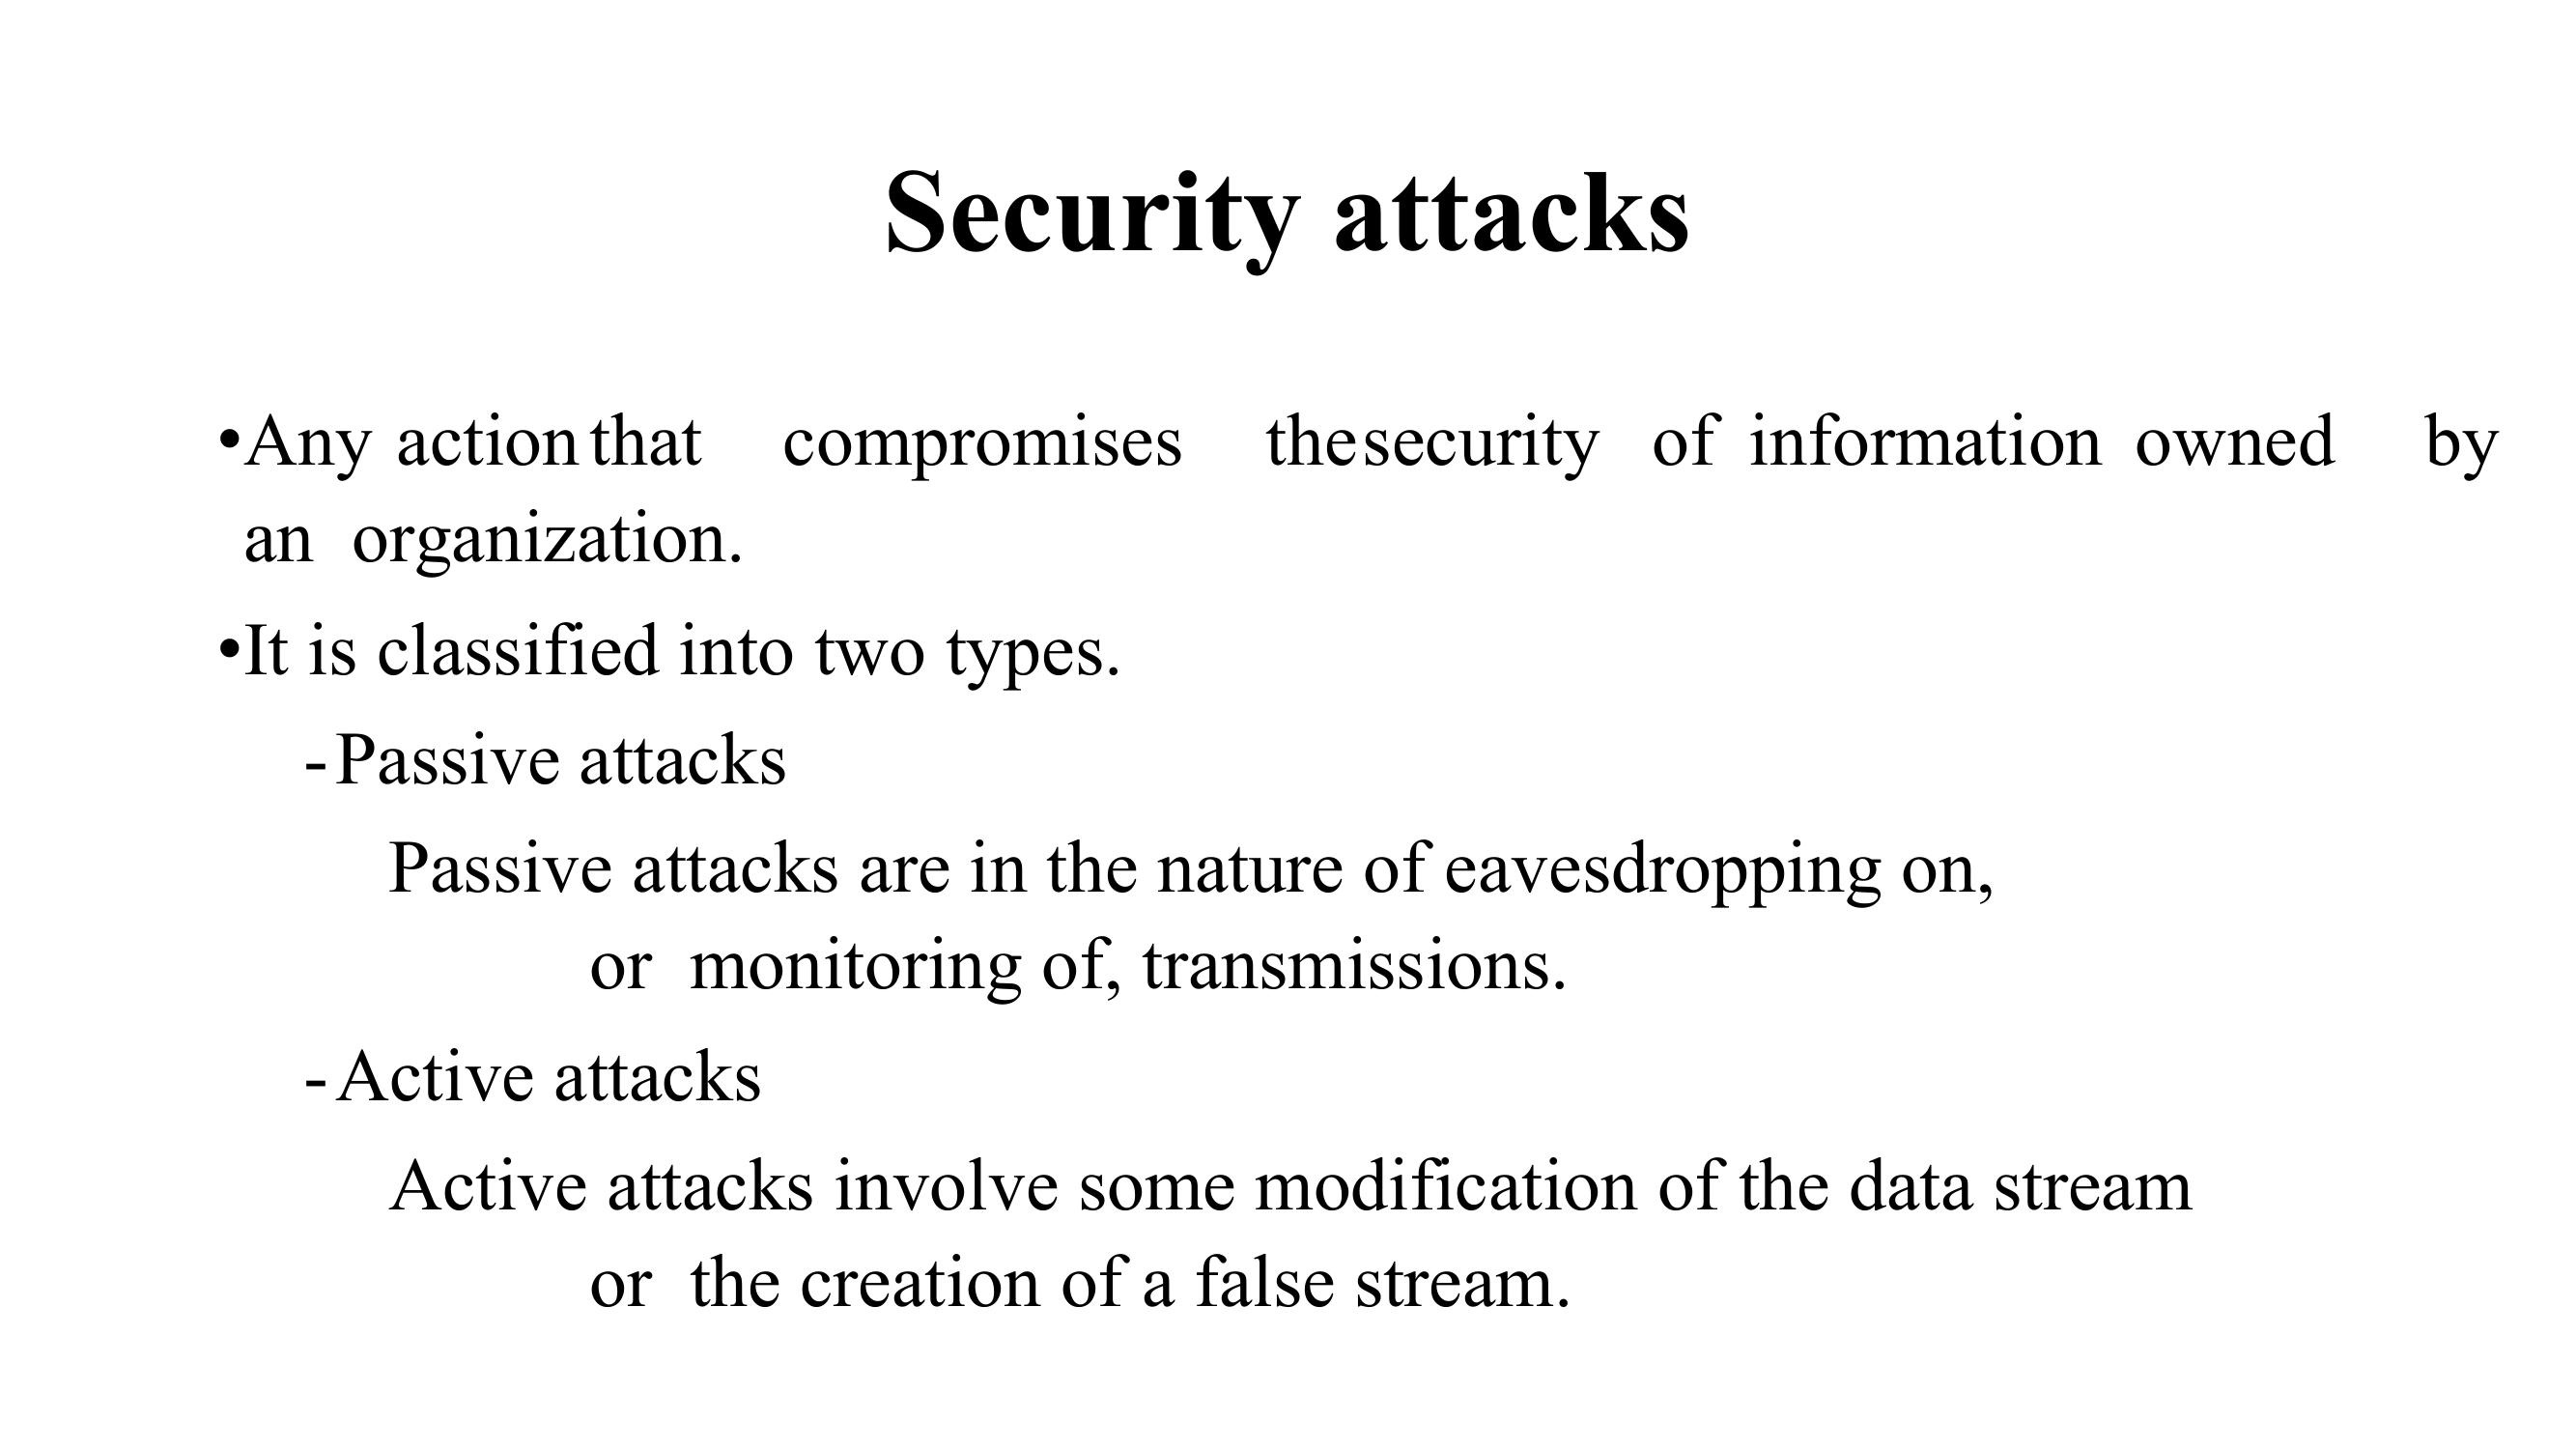 Security attacks
•Any action that compromises thesecurity of information owned by
an organization.
•It is classified into two types.
-Passive attacks
Passive attacks are in the nature of eavesdropping on,
or monitoring of, transmissions.
-Active attacks
Active attacks involve some modification of the data stream
or the creation of a false stream.